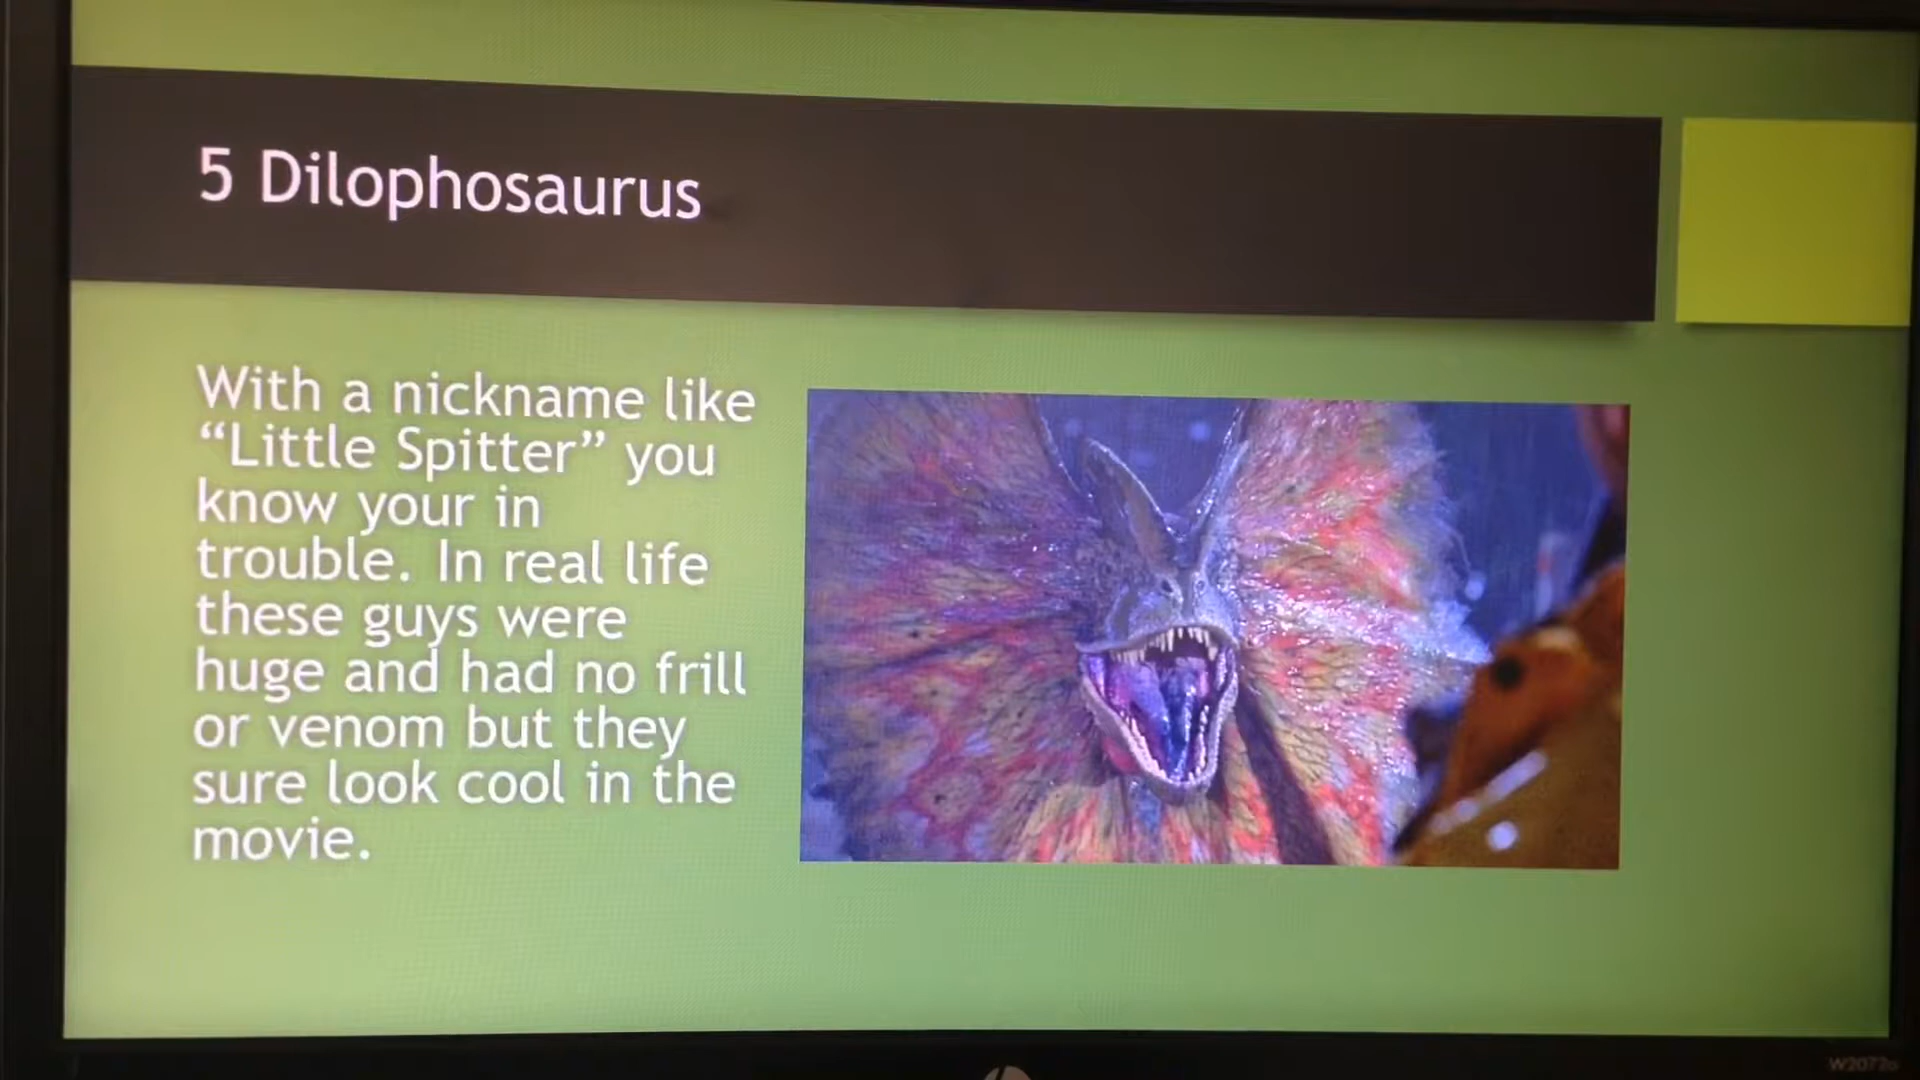 5 Dilophosaurus
With a nickname like
“Little Spitter” you
know your in
trouble. In real life
these guys were
huge and had no frill
or venom but they
sure look cool in the
movie.
W2072a